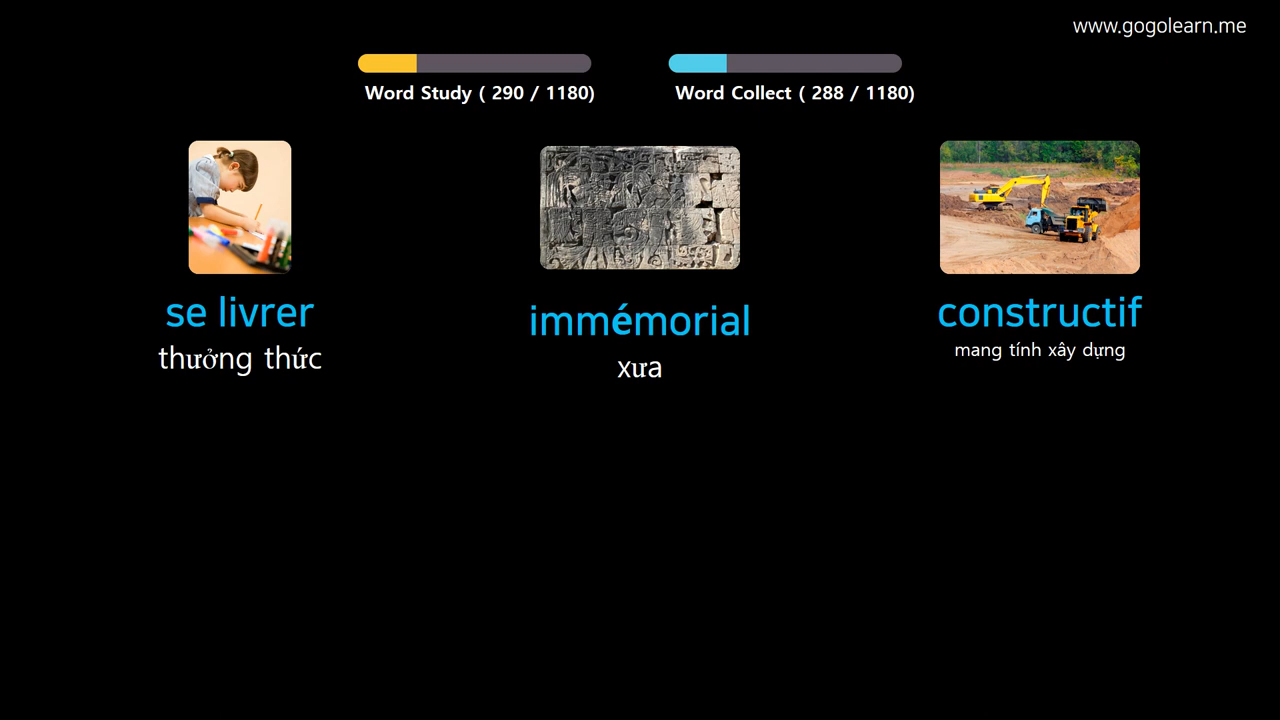 www.gogolearn.me
Word Study ( 290 / 1180)
Word Collect ( 288 / 1180)
se livrer
thưởng thức
immémorial
xưa
constructif
mang tính xây dựng